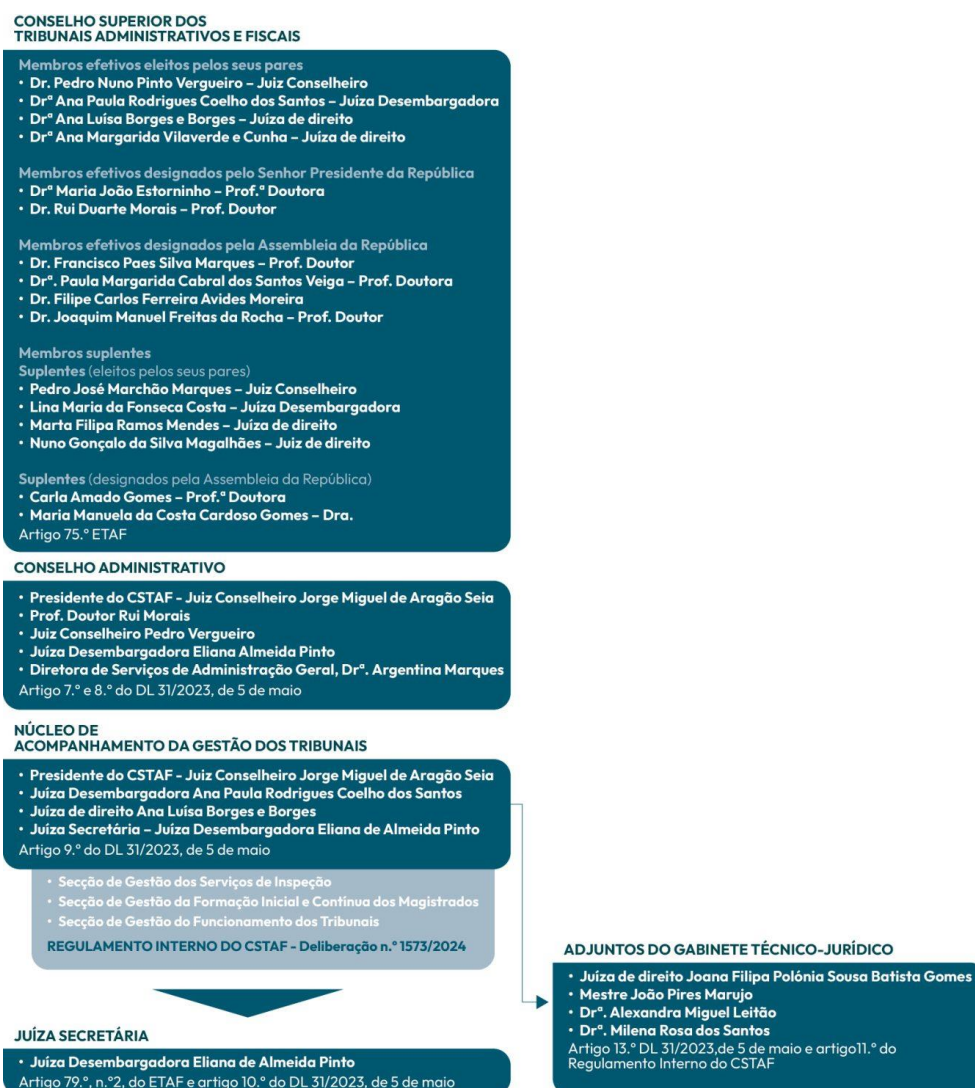 CONSELHO SUPERIOR DOS
TRIBUNAIS ADMINISTRATIVOS E FISCAIS
Membros efetivos eleitos pelos seus pares
• Dr. Pedro Nuno Pinto Vergueiro – Juiz Conselheiro
• Drª Ana Paula Rodrigues Coelho dos Santos – Juíza Desembargadora
• Drª Ana Luísa Borges e Borges – Juíza de direito
• Drª Ana Margarida Vilaverde e Cunha – Juíza de direito
Membros efetivos designados pelo Senhor Presidente da República
• Drª Maria João Estorninho – Prof.ª Doutora
• Dr. Rui Duarte Morais – Prof. Doutor
Membros efetivos designados pela Assembleia da República
• Dr. Francisco Paes Silva Marques – Prof. Doutor
• Drª. Paula Margarida Cabral dos Santos Veiga – Prof. Doutora
• Dr. Filipe Carlos Ferreira Avides Moreira
• Dr. Joaquim Manuel Freitas da Rocha – Prof. Doutor
Membros suplentes
Suplentes (eleitos pelos seus pares)
• Pedro José Marchão Marques – Juiz Conselheiro
• Lina Maria da Fonseca Costa – Juíza Desembargadora
• Marta Filipa Ramos Mendes – Juíza de direito
• Nuno Gonçalo da Silva Magalhães – Juiz de direito
Suplentes (designados pela Assembleia da República)
• Carla Amado Gomes – Prof.ª Doutora
• Maria Manuela da Costa Cardoso Gomes – Dra.
Artigo 75.º ETAF
CONSELHO ADMINISTRATIVO
• Presidente do CSTAF - Juiz Conselheiro Jorge Miguel de Aragão Seia
• Prof. Doutor Rui Morais
• Juiz Conselheiro Pedro Vergueiro
• Juíza Desembargadora Eliana Almeida Pinto
• Diretora de Serviços de Administração Geral, Drª. Argentina Marques
Artigo 7.º e 8.º do DL 31/2023, de 5 de maio
NÚCLEO DE
ACOMPANHAMENTO DA GESTÃO DOS TRIBUNAIS
• Presidente do CSTAF - Juiz Conselheiro Jorge Miguel de Aragão Seia
• Juíza Desembargadora Ana Paula Rodrigues Coelho dos Santos
• Juíza de direito Ana Luísa Borges e Borges
• Juíza Secretária – Juíza Desembargadora Eliana de Almeida Pinto
Artigo 9.º do DL 31/2023, de 5 de maio
• Secção de Gestão dos Serviços de Inspeção
• Secção de Gestão da Formação Inicial e Contínua dos Magistrados
• Secção de Gestão do Funcionamento dos Tribunais
REGULAMENTO INTERNO DO CSTAF - Deliberação n.º 1573/2024
JUÍZA SECRETÁRIA
• Juíza Desembargadora Eliana de Almeida Pinto
Artigo 79.º, n.º2, do ETAF e artigo 10.º do DL 31/2023, de 5 de maio
ADJUNTOS DO GABINETE TÉCNICO-JURÍDICO
• Juíza de direito Joana Filipa Polónia Sousa Batista Gomes
• Mestre João Pires Marujo
• Drª. Alexandra Miguel Leitão
• Drª. Milena Rosa dos Santos
Artigo 13.º DL 31/2023,de 5 de maio e artigo11.º do
Regulamento Interno do CSTAF